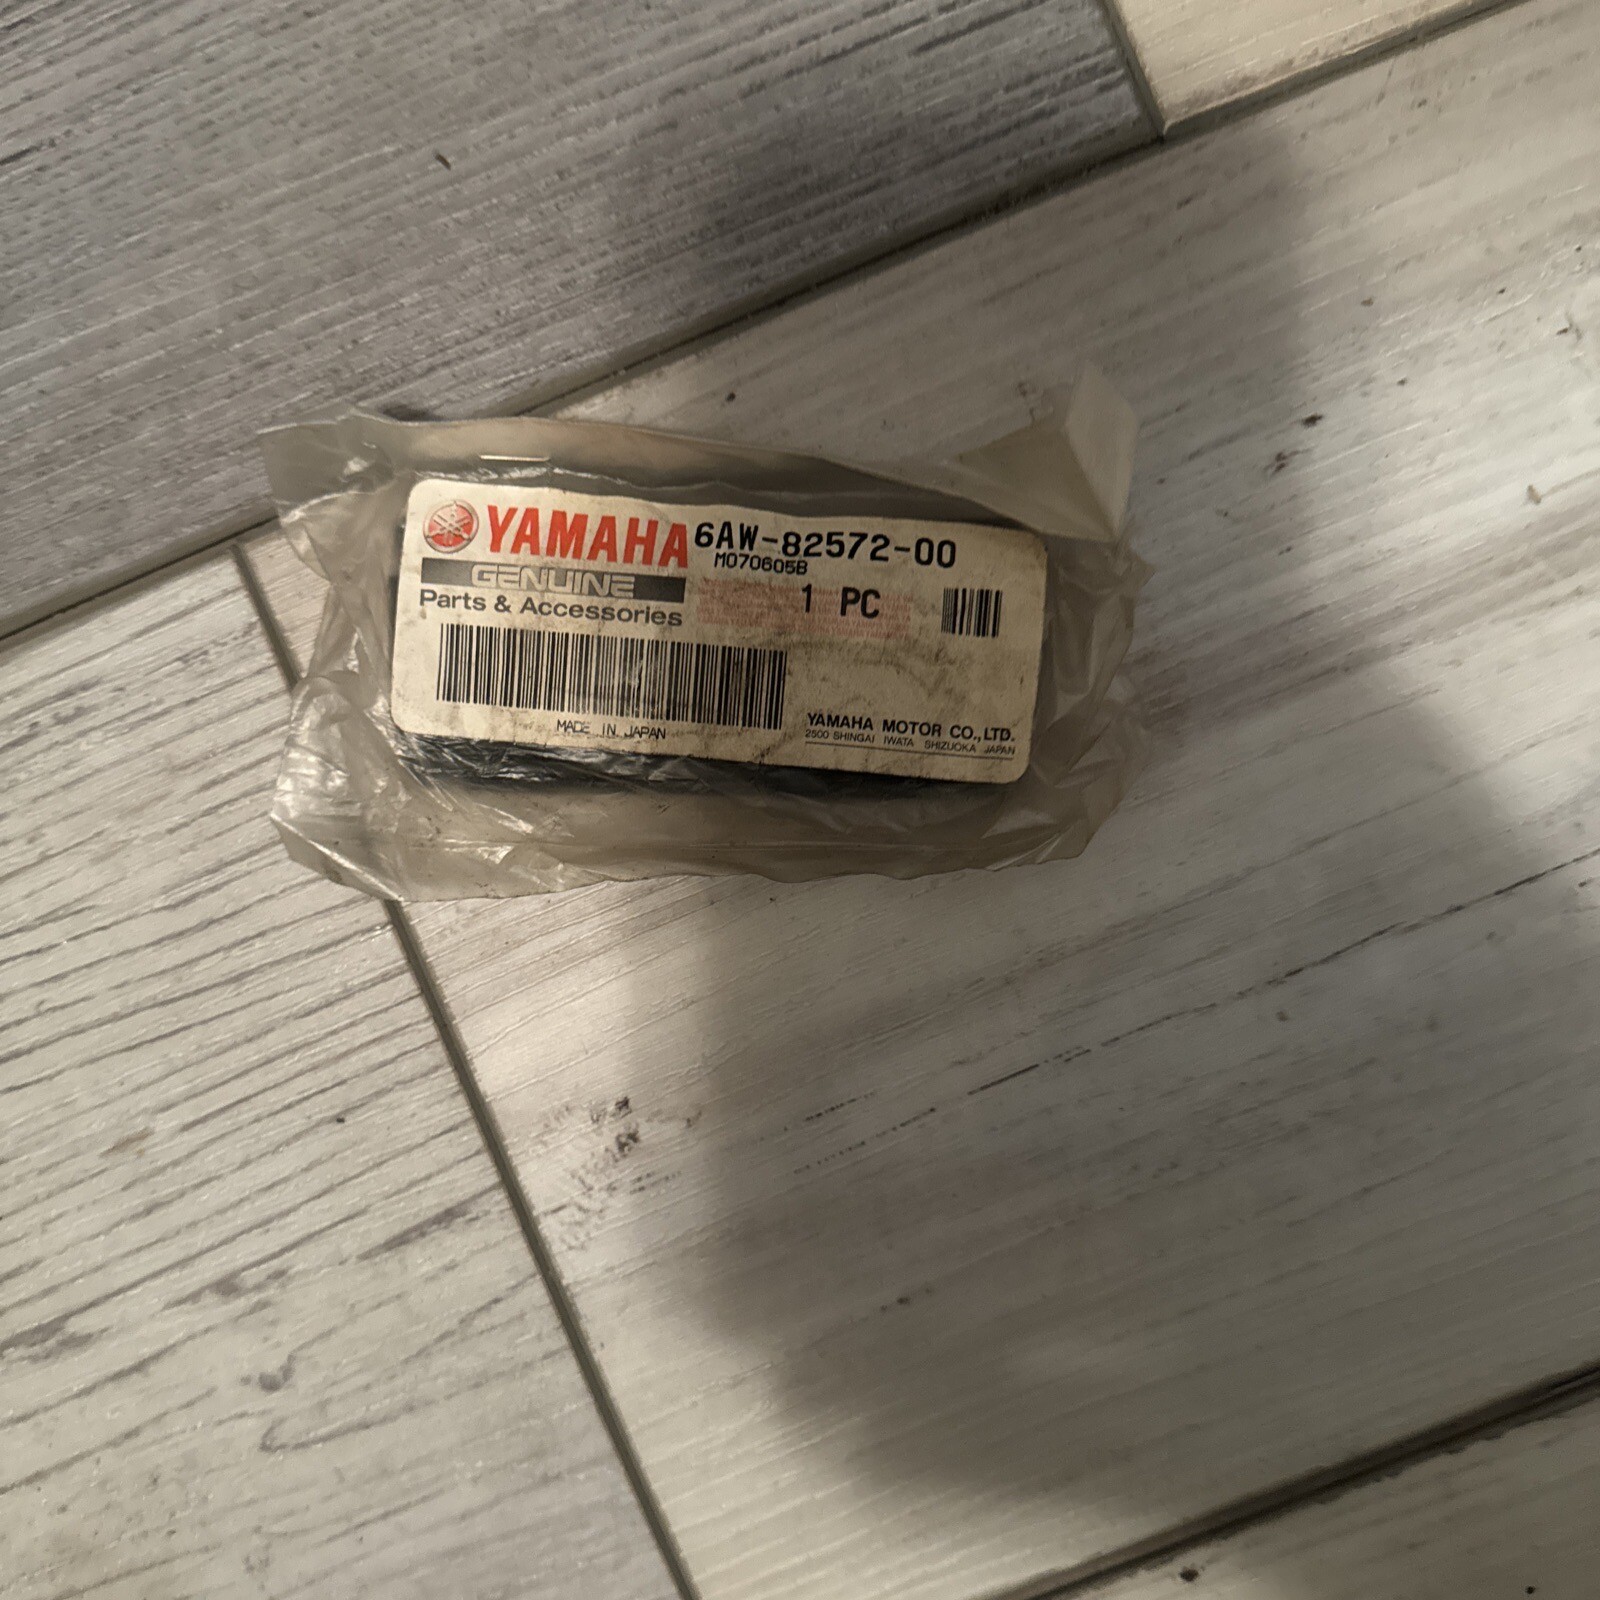 YAMAHA 6AW-82572-00
M070605B
GENUINE
1 PC
Parts & Accessories
MADE IN JAPAN
YAMAHA MOTOR CO.,LTD.
2500 SHINGAI IWATA SHIZUOKA JAPAN